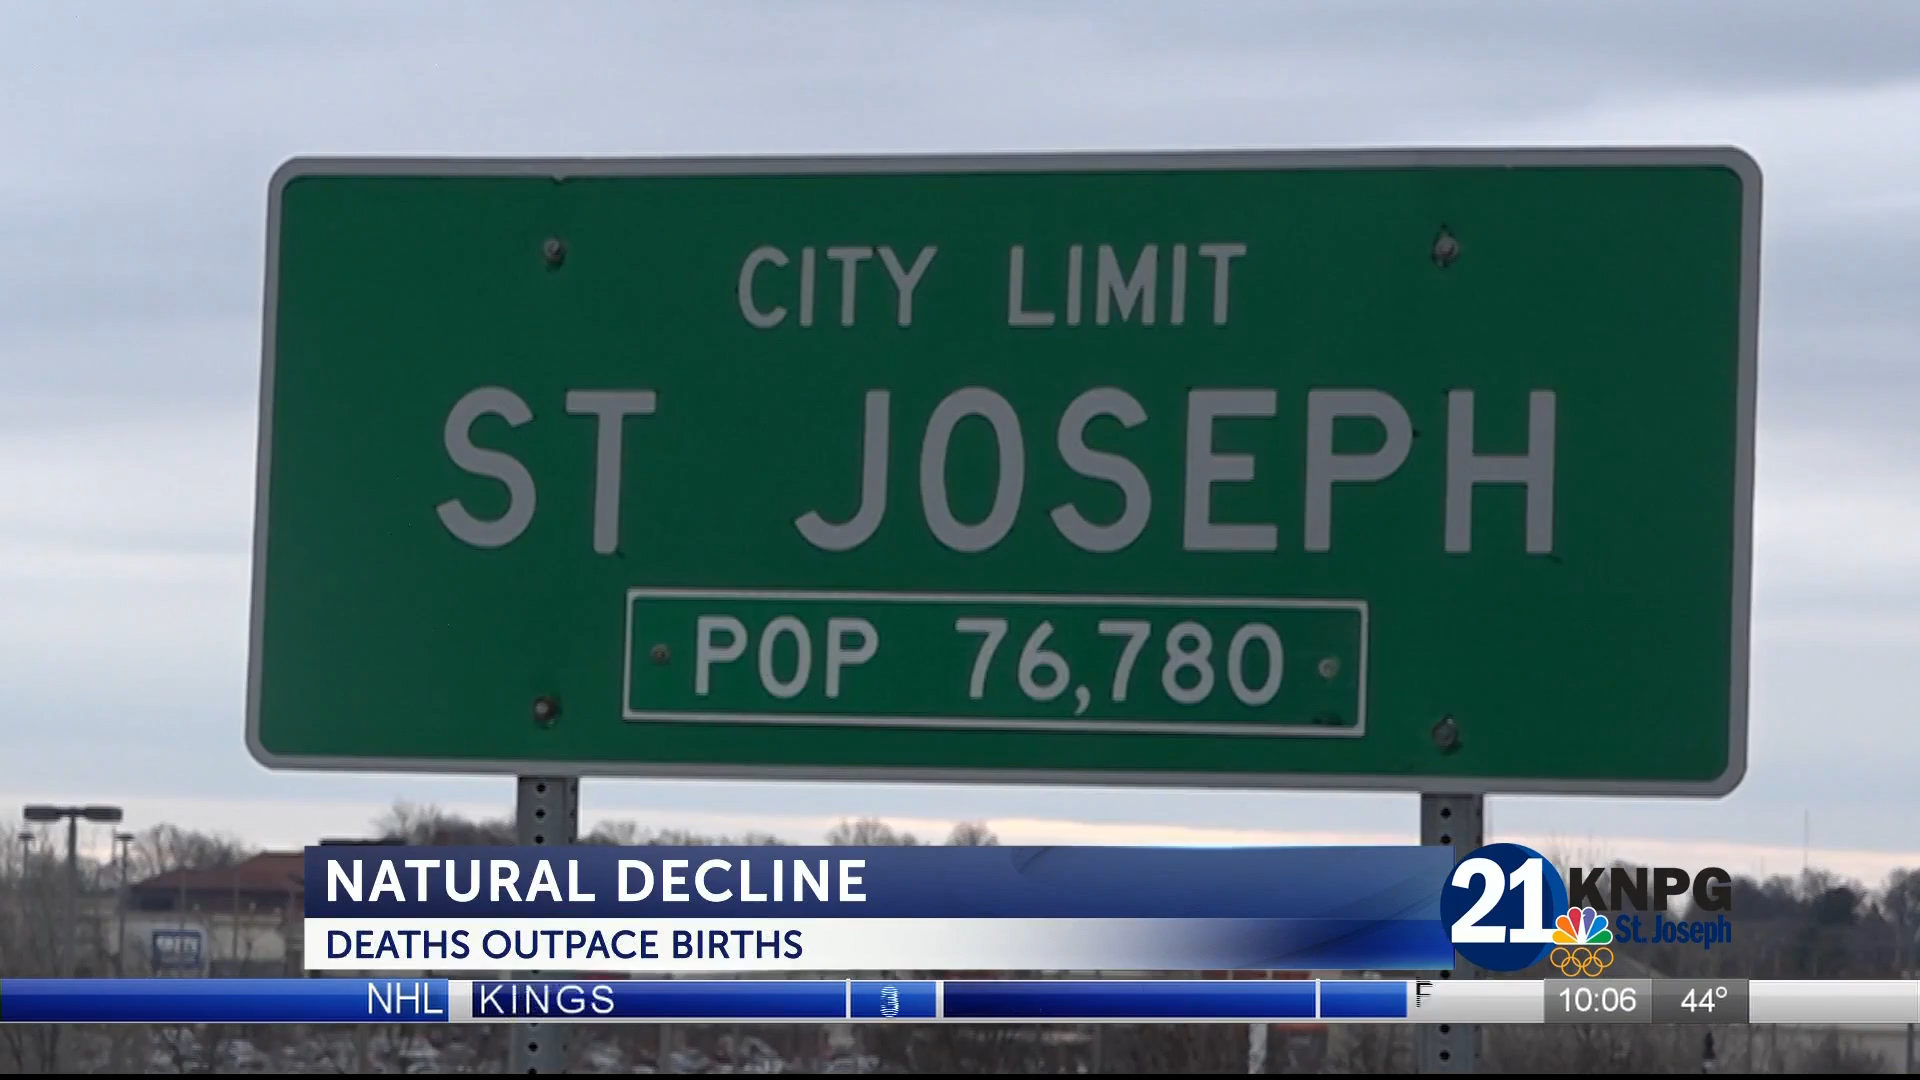 CITY LIMIT
ST JOSEPH
POP 76,780
NATURAL DECLINE
DEATHS OUTPACE BIRTHS
21 KNPG
St. Joseph
NHL KINGS 3 F 10:06 44°